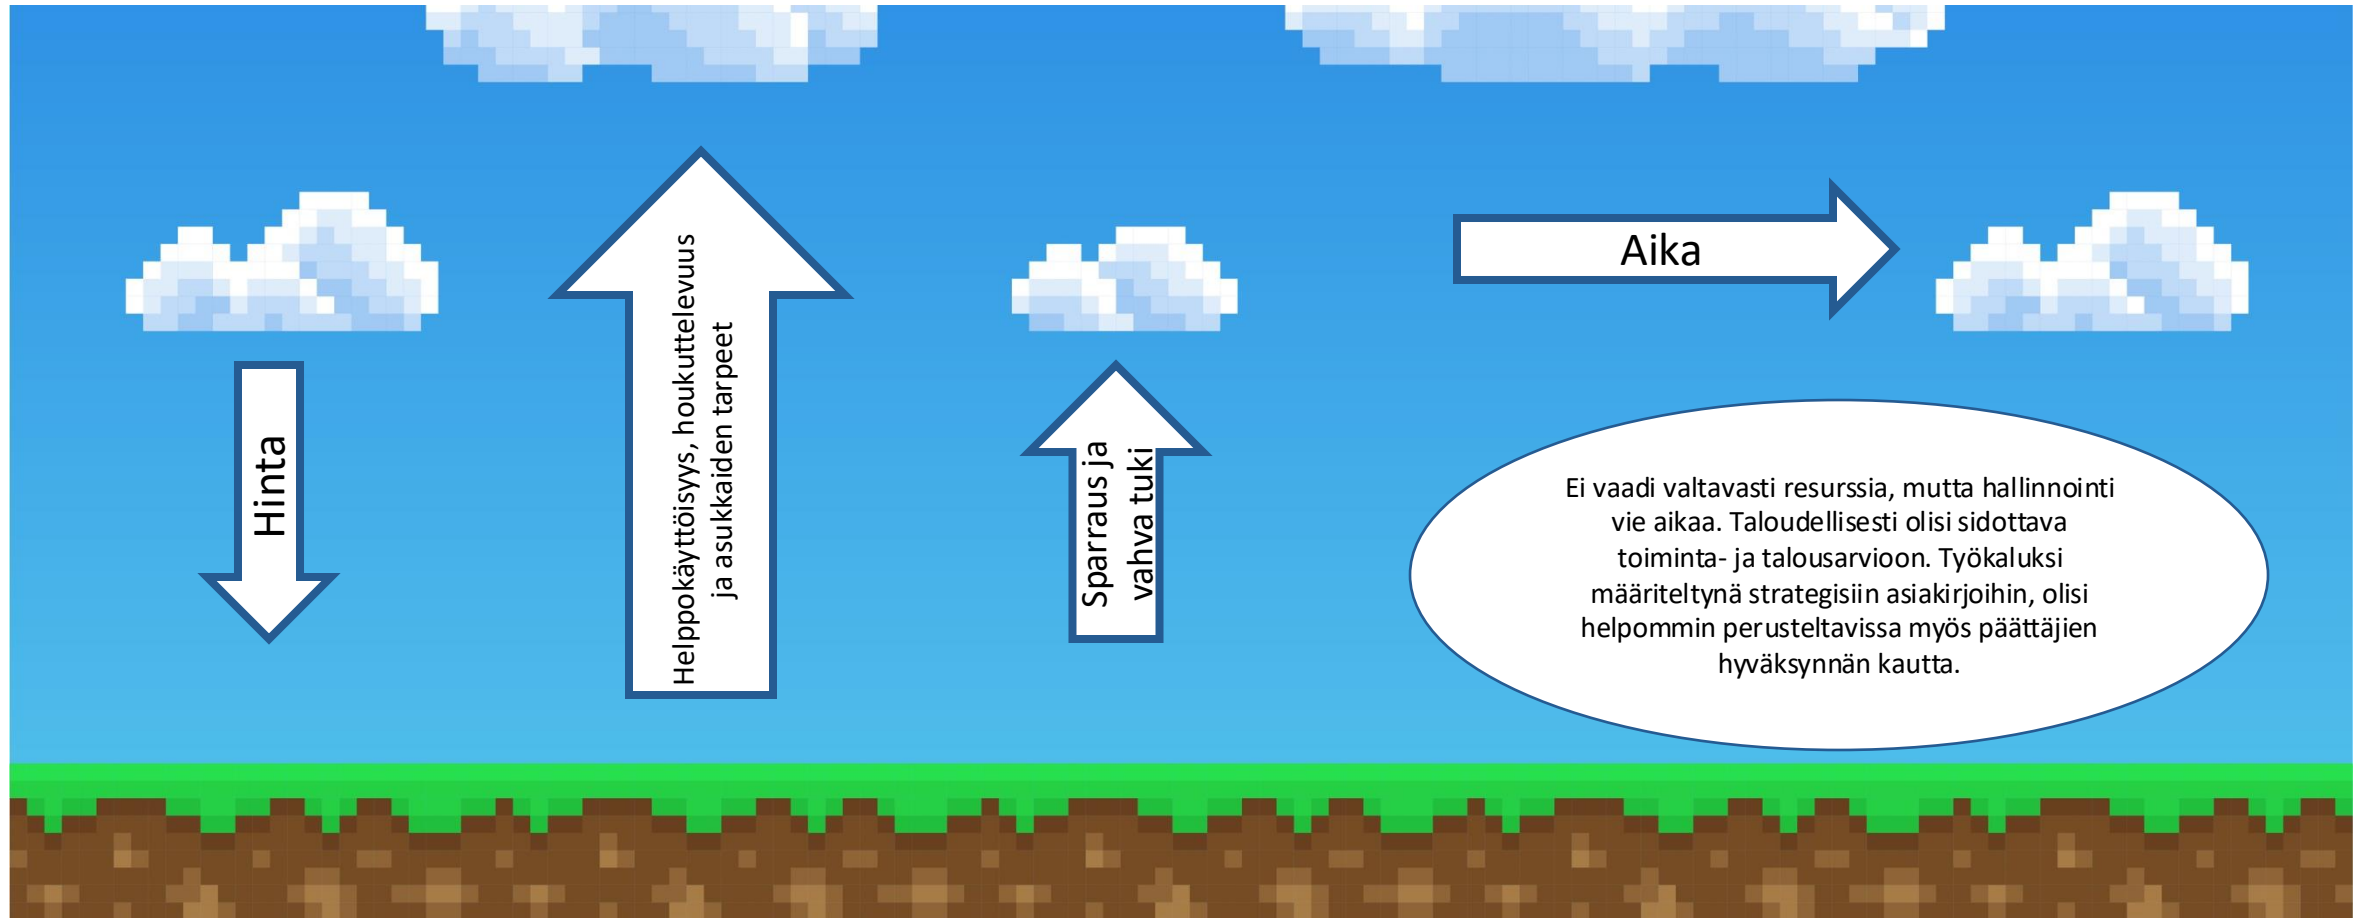 Hinta
Helppokäyttöisyys, houkuttelevuus
ja asukkaiden tarpeet
Sparraus ja
vahva tuki
Aika
Ei vaadi valtavasti resurssia, mutta hallinnointi
vie aikaa. Taloudellisesti olisi sidottava
toiminta- ja talousarvioon. Työkaluksi
määriteltynä strategisiin asiakirjoihin, olisi
helpommin perusteltavissa myös päättäjien
hyväksynnän kautta.